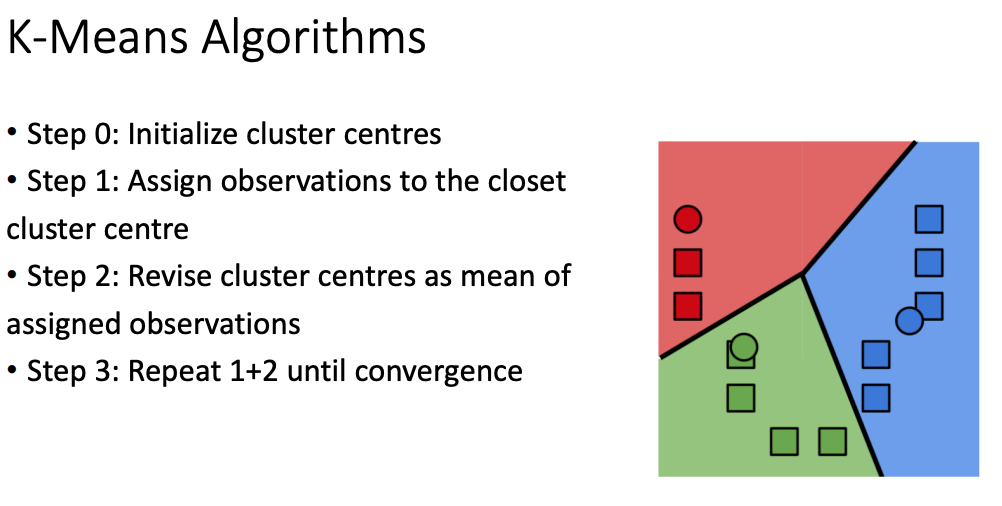 K-Means Algorithms
• Step 0: Initialize cluster centres
• Step 1: Assign observations to the closet
cluster centre
• Step 2: Revise cluster centres as mean of
assigned observations
• Step 3: Repeat 1+2 until convergence